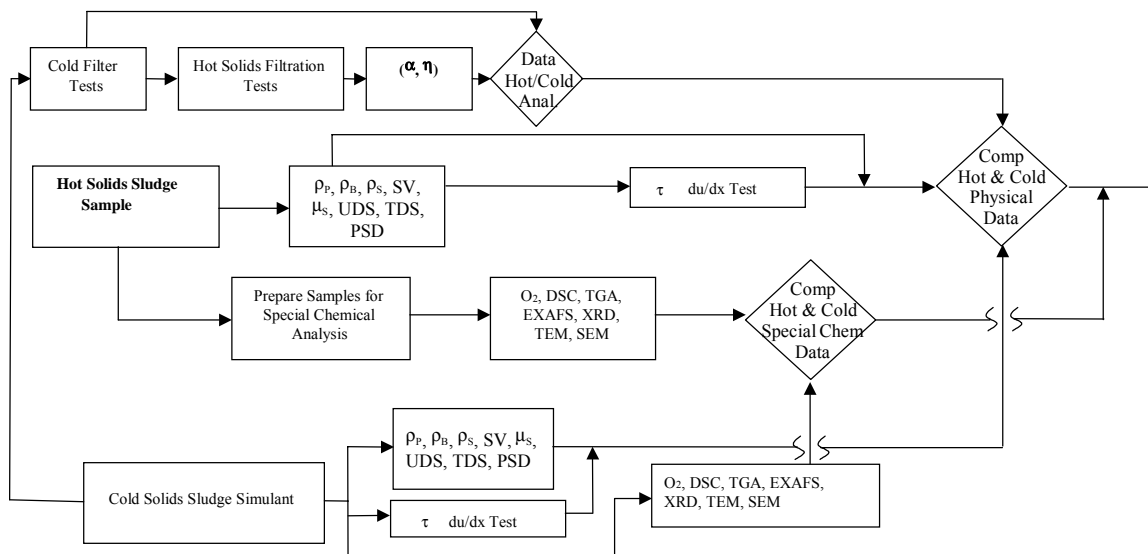 Cold Filter
Tests
Hot Solids Filtration
Tests
(α, η)
Data
Hot/Cold
Anal.
Hot Solids Sludge
Sample
ρP, ρB, ρS, SV,
μS, UDS, TDS,
PSD
τ du/dx Test
Comp
Hot & Cold
Physical
Data
Prepare Samples for
Special Chemical
Analysis
O2, DSC, TGA,
EXAFS, XRD,
TEM, SEM
Comp
Hot & Cold
Special Chem
Data
Cold Solids Sludge Simulant
ρP, ρB, ρS, SV, μS,
UDS, TDS, PSD
τ du/dx Test
O2, DSC, TGA, EXAFS,
XRD, TEM, SEM